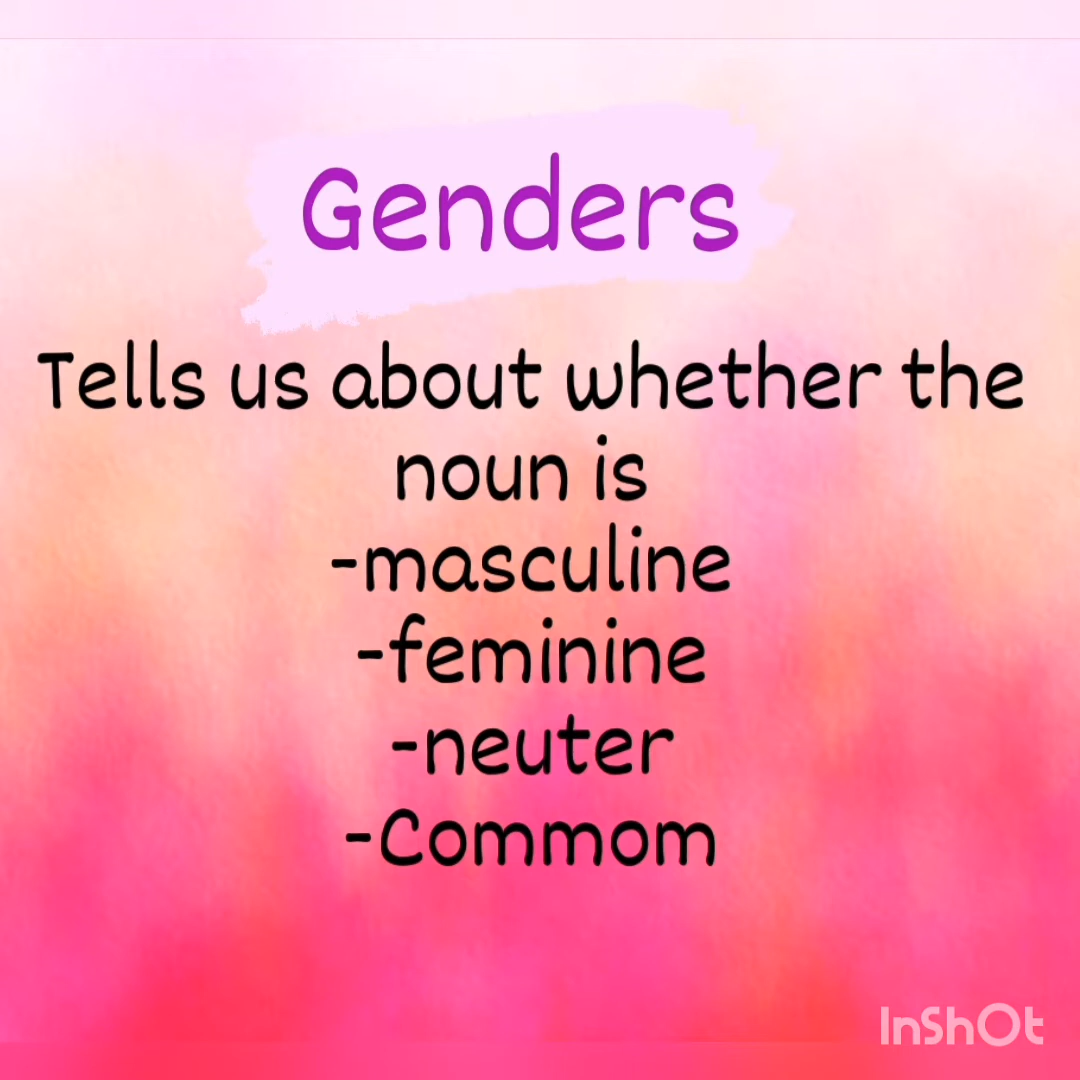 Genders
Tells us about whether the
noun is
-masculine
-feminine
-neuter
-Commom
InShOt